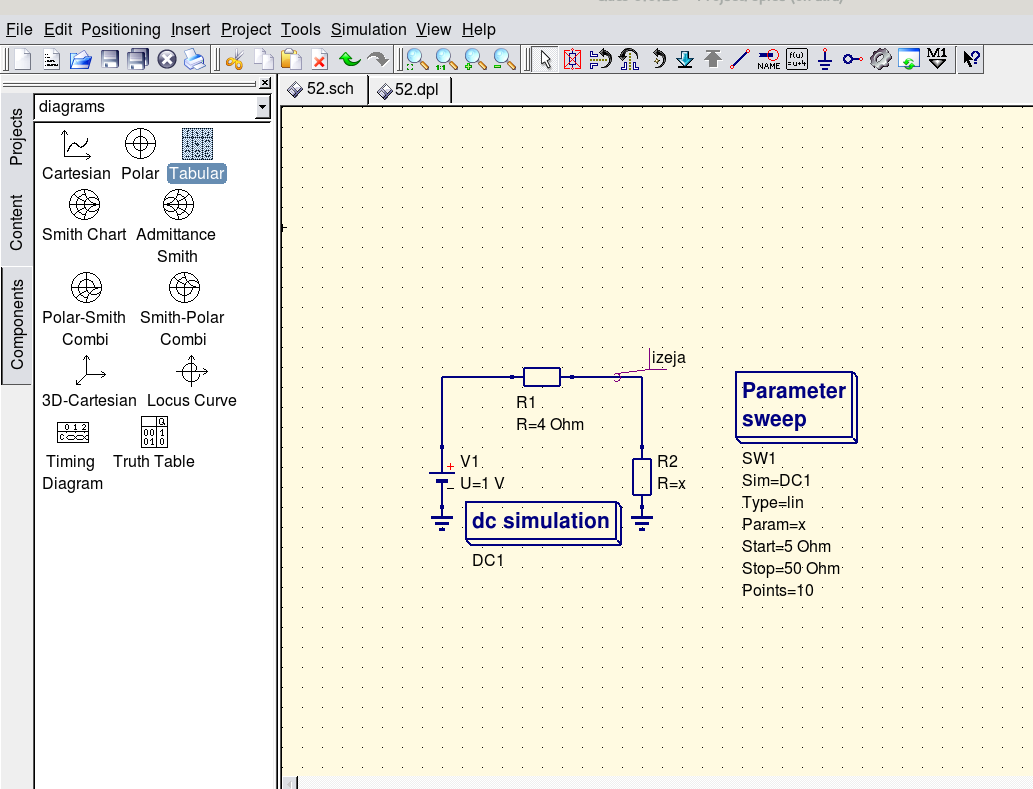 File Edit Positioning Insert Project Tools Simulation View Help
NAME
M1
52.sch
52.dpl
Projects
Content
Components
diagrams
Cartesian
Polar
Tabular
Smith Chart
Admittance
Smith
Polar-Smith
Combi
Smith-Polar
Combi
3D-Cartesian
Locus Curve
Timing
Diagram
Truth Table
izeja
R1
R=4 Ohm
V1
U=1 V
R2
R=x
dc simulation
DC1
Parameter
sweep
SW1
Sim=DC1
Type=lin
Param=x
Start=5 Ohm
Stop=50 Ohm
Points=10